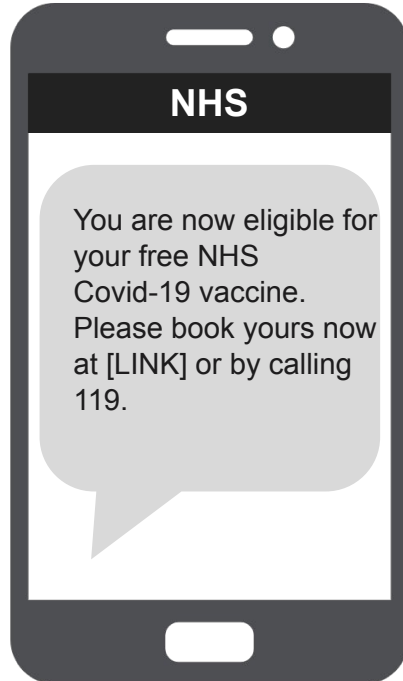 NHS
You are now eligible for
your free NHS
Covid-19 vaccine.
Please book yours now
at [LINK] or by calling
119.